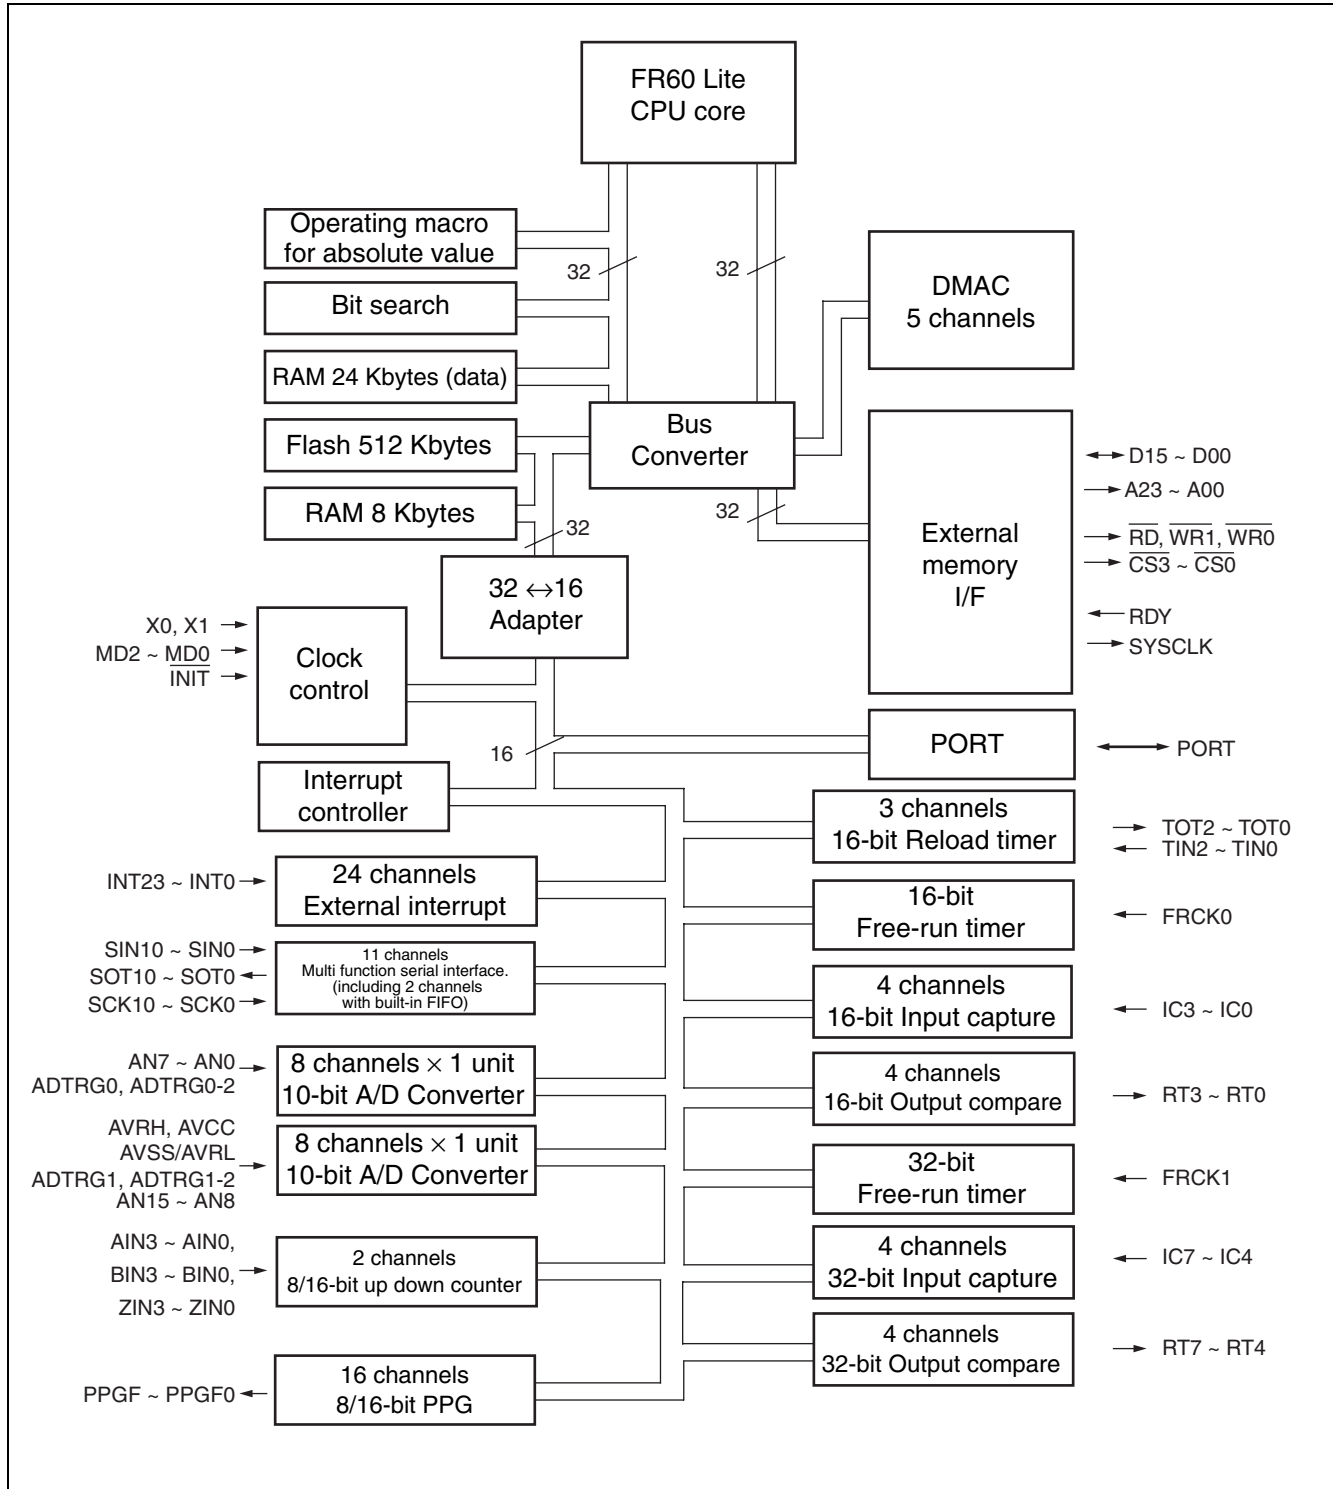 FR60 Lite
CPU core
Operating macro
for absolute value
32
32
DMAC
5 channels
Bit search
RAM 24 Kbytes (data)
Bus
Converter
Flash 512 Kbytes
RAM 8 Kbytes
32
32
External
memory
I/F
D15 ~ D00
A23 ~ A00
RD, WR1, WR0
CS3 ~ CS0
RDY
SYSCLK
32 ↔16
Adapter
X0, X1
MD2 ~ MD0
INIT
Clock
control
16
PORT
PORT
Interrupt
controller
3 channels
16-bit Reload timer
TOT2 ~ TOT0
TIN2 ~ TIN0
INT23 ~ INT0
24 channels
External interrupt
16-bit
Free-run timer
FRCK0
SIN10 ~ SIN0
SOT10 ~ SOT0
SCK10 ~ SCK0
11 channels
Multi function serial interface.
(including 2 channels
with built-in FIFO)
4 channels
16-bit Input capture
IC3 ~ IC0
AN7 ~ AN0
ADTRG0, ADTRG0-2
8 channels × 1 unit
10-bit A/D Converter
4 channels
16-bit Output compare
RT3 ~ RT0
AVRH, AVCC
AVSS/AVRL
ADTRG1, ADTRG1-2
AN15 ~ AN8
8 channels × 1 unit
10-bit A/D Converter
32-bit
Free-run timer
FRCK1
AIN3 ~ AIN0,
BIN3 ~ BIN0,
ZIN3 ~ ZIN0
2 channels
8/16-bit up down counter
4 channels
32-bit Input capture
IC7 ~ IC4
4 channels
32-bit Output compare
RT7 ~ RT4
PPGF ~ PPGF0
16 channels
8/16-bit PPG